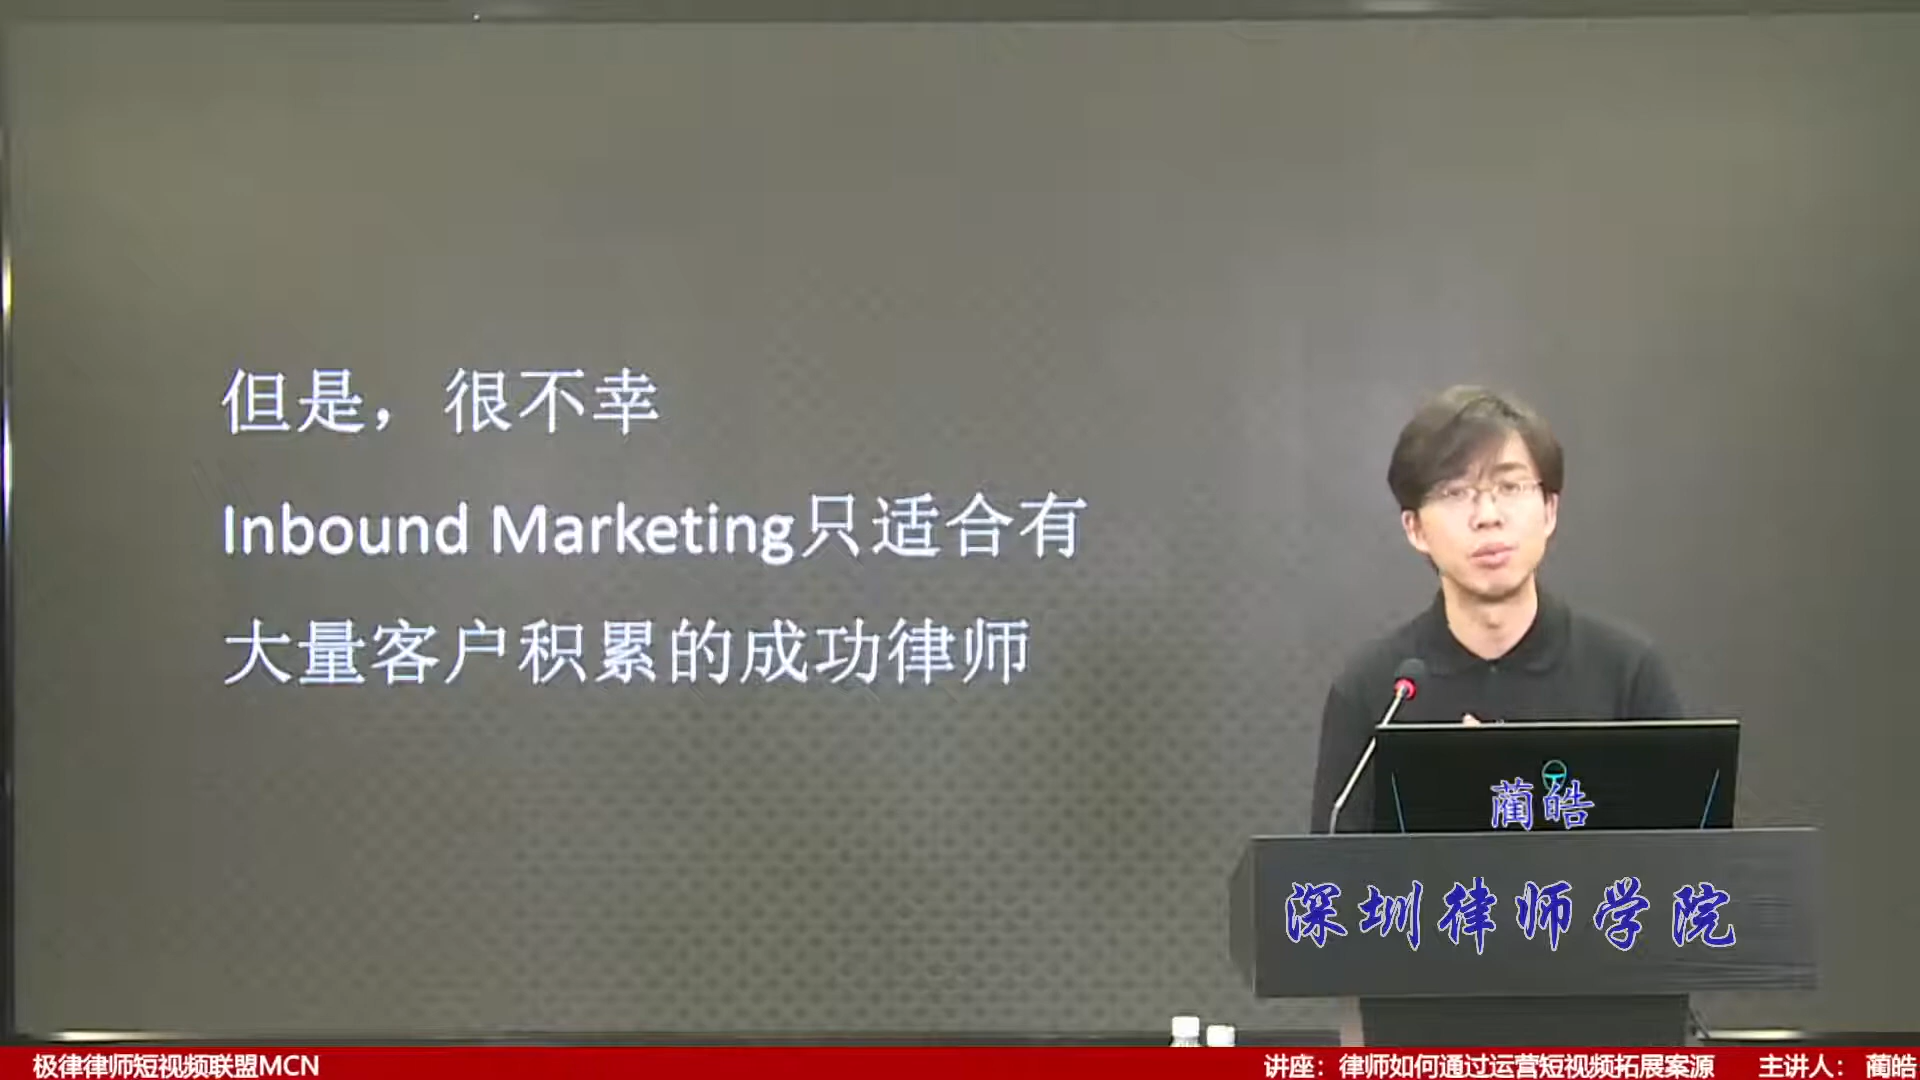 但是，很不幸
Inbound Marketing只适合有
大量客户积累的成功律师
蔺皓
深圳律师学院
极律律师短视频联盟MCN
讲座：律师如何通过运营短视频拓展案源
主讲人：蔺皓